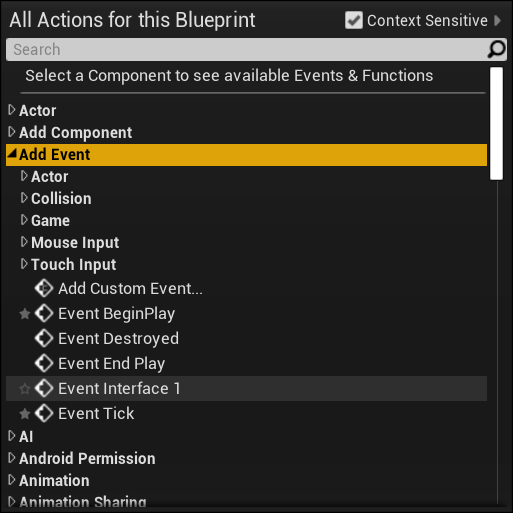 All Actions for this Blueprint
Context Sensitive
Search
Select a Component to see available Events & Functions
Actor
Add Component
Add Event
Actor
Collision
Game
Mouse Input
Touch Input
Add Custom Event...
Event BeginPlay
Event Destroyed
Event End Play
Event Interface 1
Event Tick
AI
Android Permission
Animation
Animation Sharing